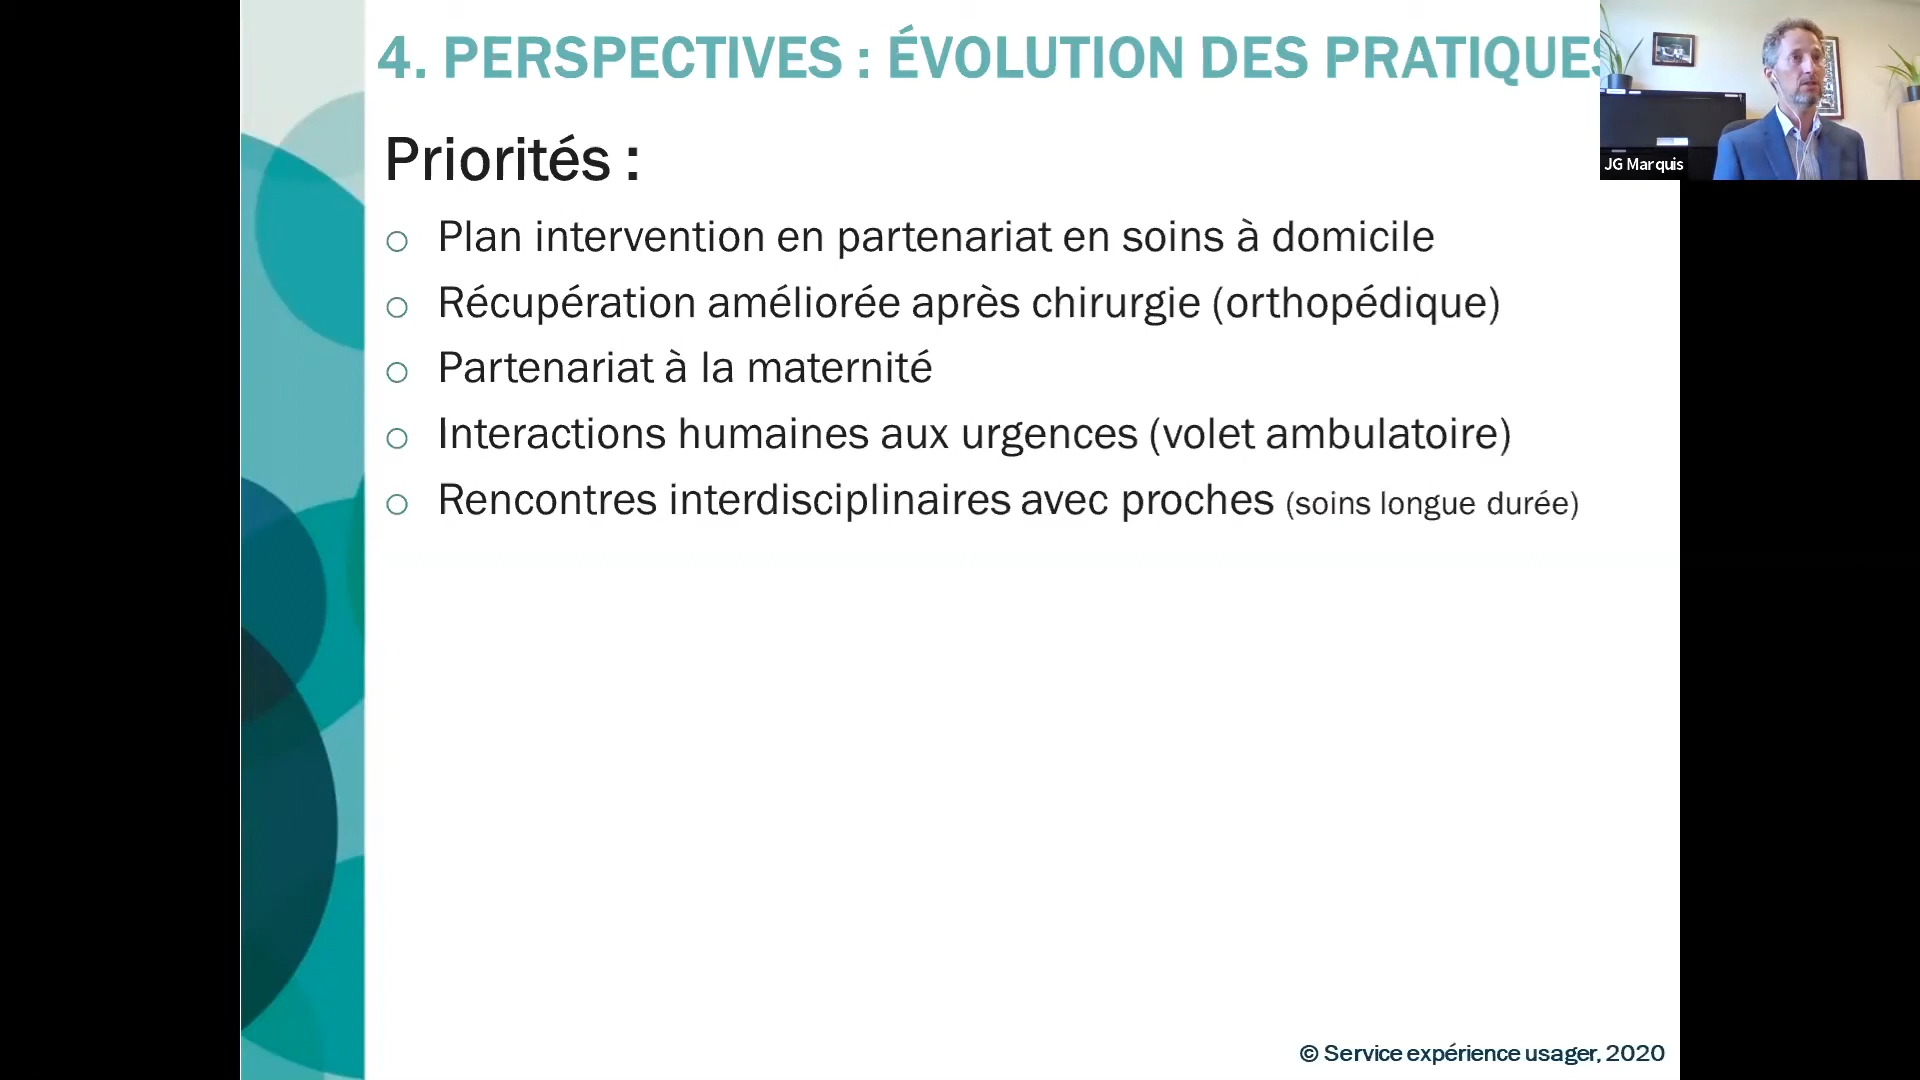 4. PERSPECTIVES : ÉVOLUTION DES PRATIQUES
JG Marquis
Priorités :
Plan intervention en partenariat en soins à domicile
Récupération améliorée après chirurgie (orthopédique)
Partenariat à la maternité
Interactions humaines aux urgences (volet ambulatoire)
Rencontres interdisciplinaires avec proches (soins longue durée)
© Service expérience usager, 2020